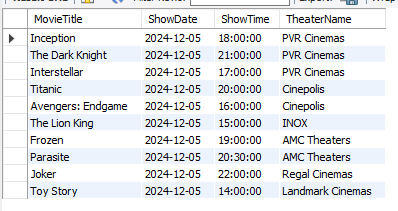 MovieTitle ShowDate ShowTime TheaterName
Inception 2024-12-05 18:00:00 PVR Cinemas
The Dark Knight 2024-12-05 21:00:00 PVR Cinemas
Interstellar 2024-12-05 17:00:00 PVR Cinemas
Titanic 2024-12-05 20:00:00 Cinepolis
Avengers: Endgame 2024-12-05 16:00:00 Cinepolis
The Lion King 2024-12-05 15:00:00 INOX
Frozen 2024-12-05 19:00:00 AMC Theaters
Parasite 2024-12-05 20:30:00 AMC Theaters
Joker 2024-12-05 22:00:00 Regal Cinemas
Toy Story 2024-12-05 14:00:00 Landmark Cinemas